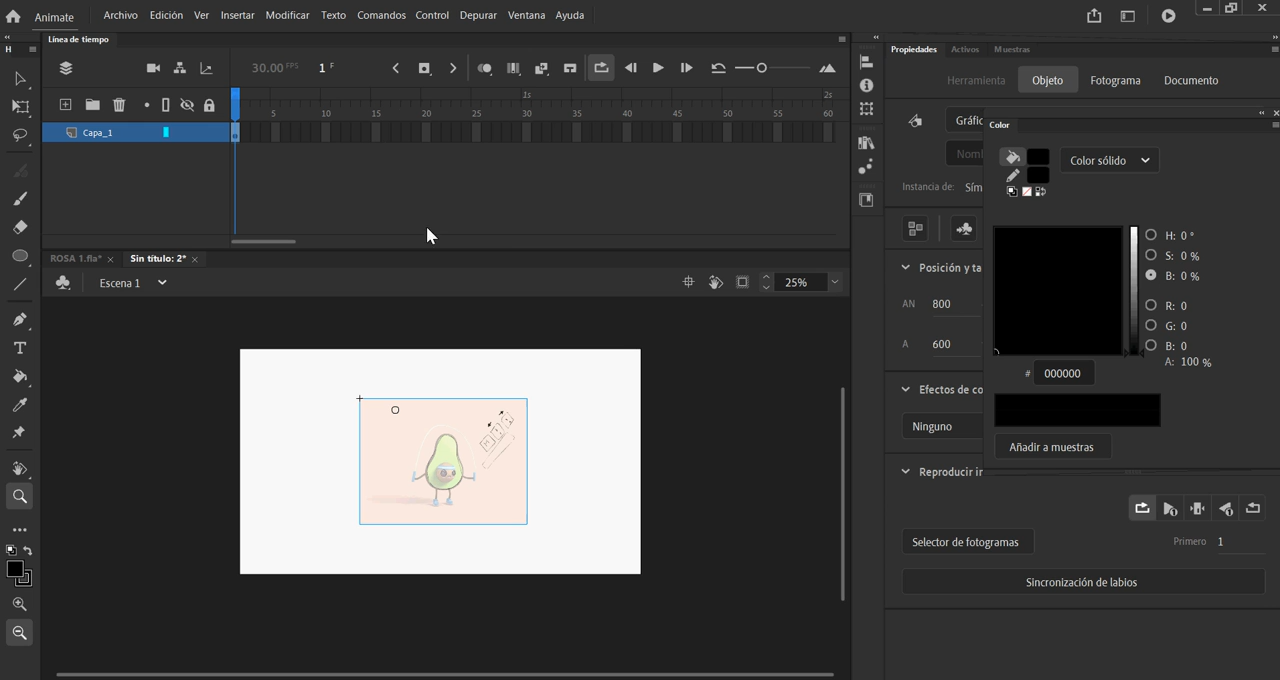 Animate Archivo Edición Ver Insertar Modificar Texto Comandos Control Depurar Ventana Ayuda
Línea de tiempo
Propiedades Activos Muestras
H
30.00 FPS 1 F
Herramienta Objeto Fotograma Documento
1s 2s
5 10 15 20 25 30 35 40 45 50 55 60
Capa_1
Color
Color sólido
Instancia de:
ROSA 1.fla* Sin título: 2*
Escena 1 25%
H: 0 °
S: 0 %
B: 0 %
Posición y ta
AN 800
R: 0
G: 0
A 600
B: 0
A: 100 %
# 000000
Efectos de co
Ninguno
Añadir a muestras
Reproducir
Selector de fotogramas Primero 1
Sincronización de labios